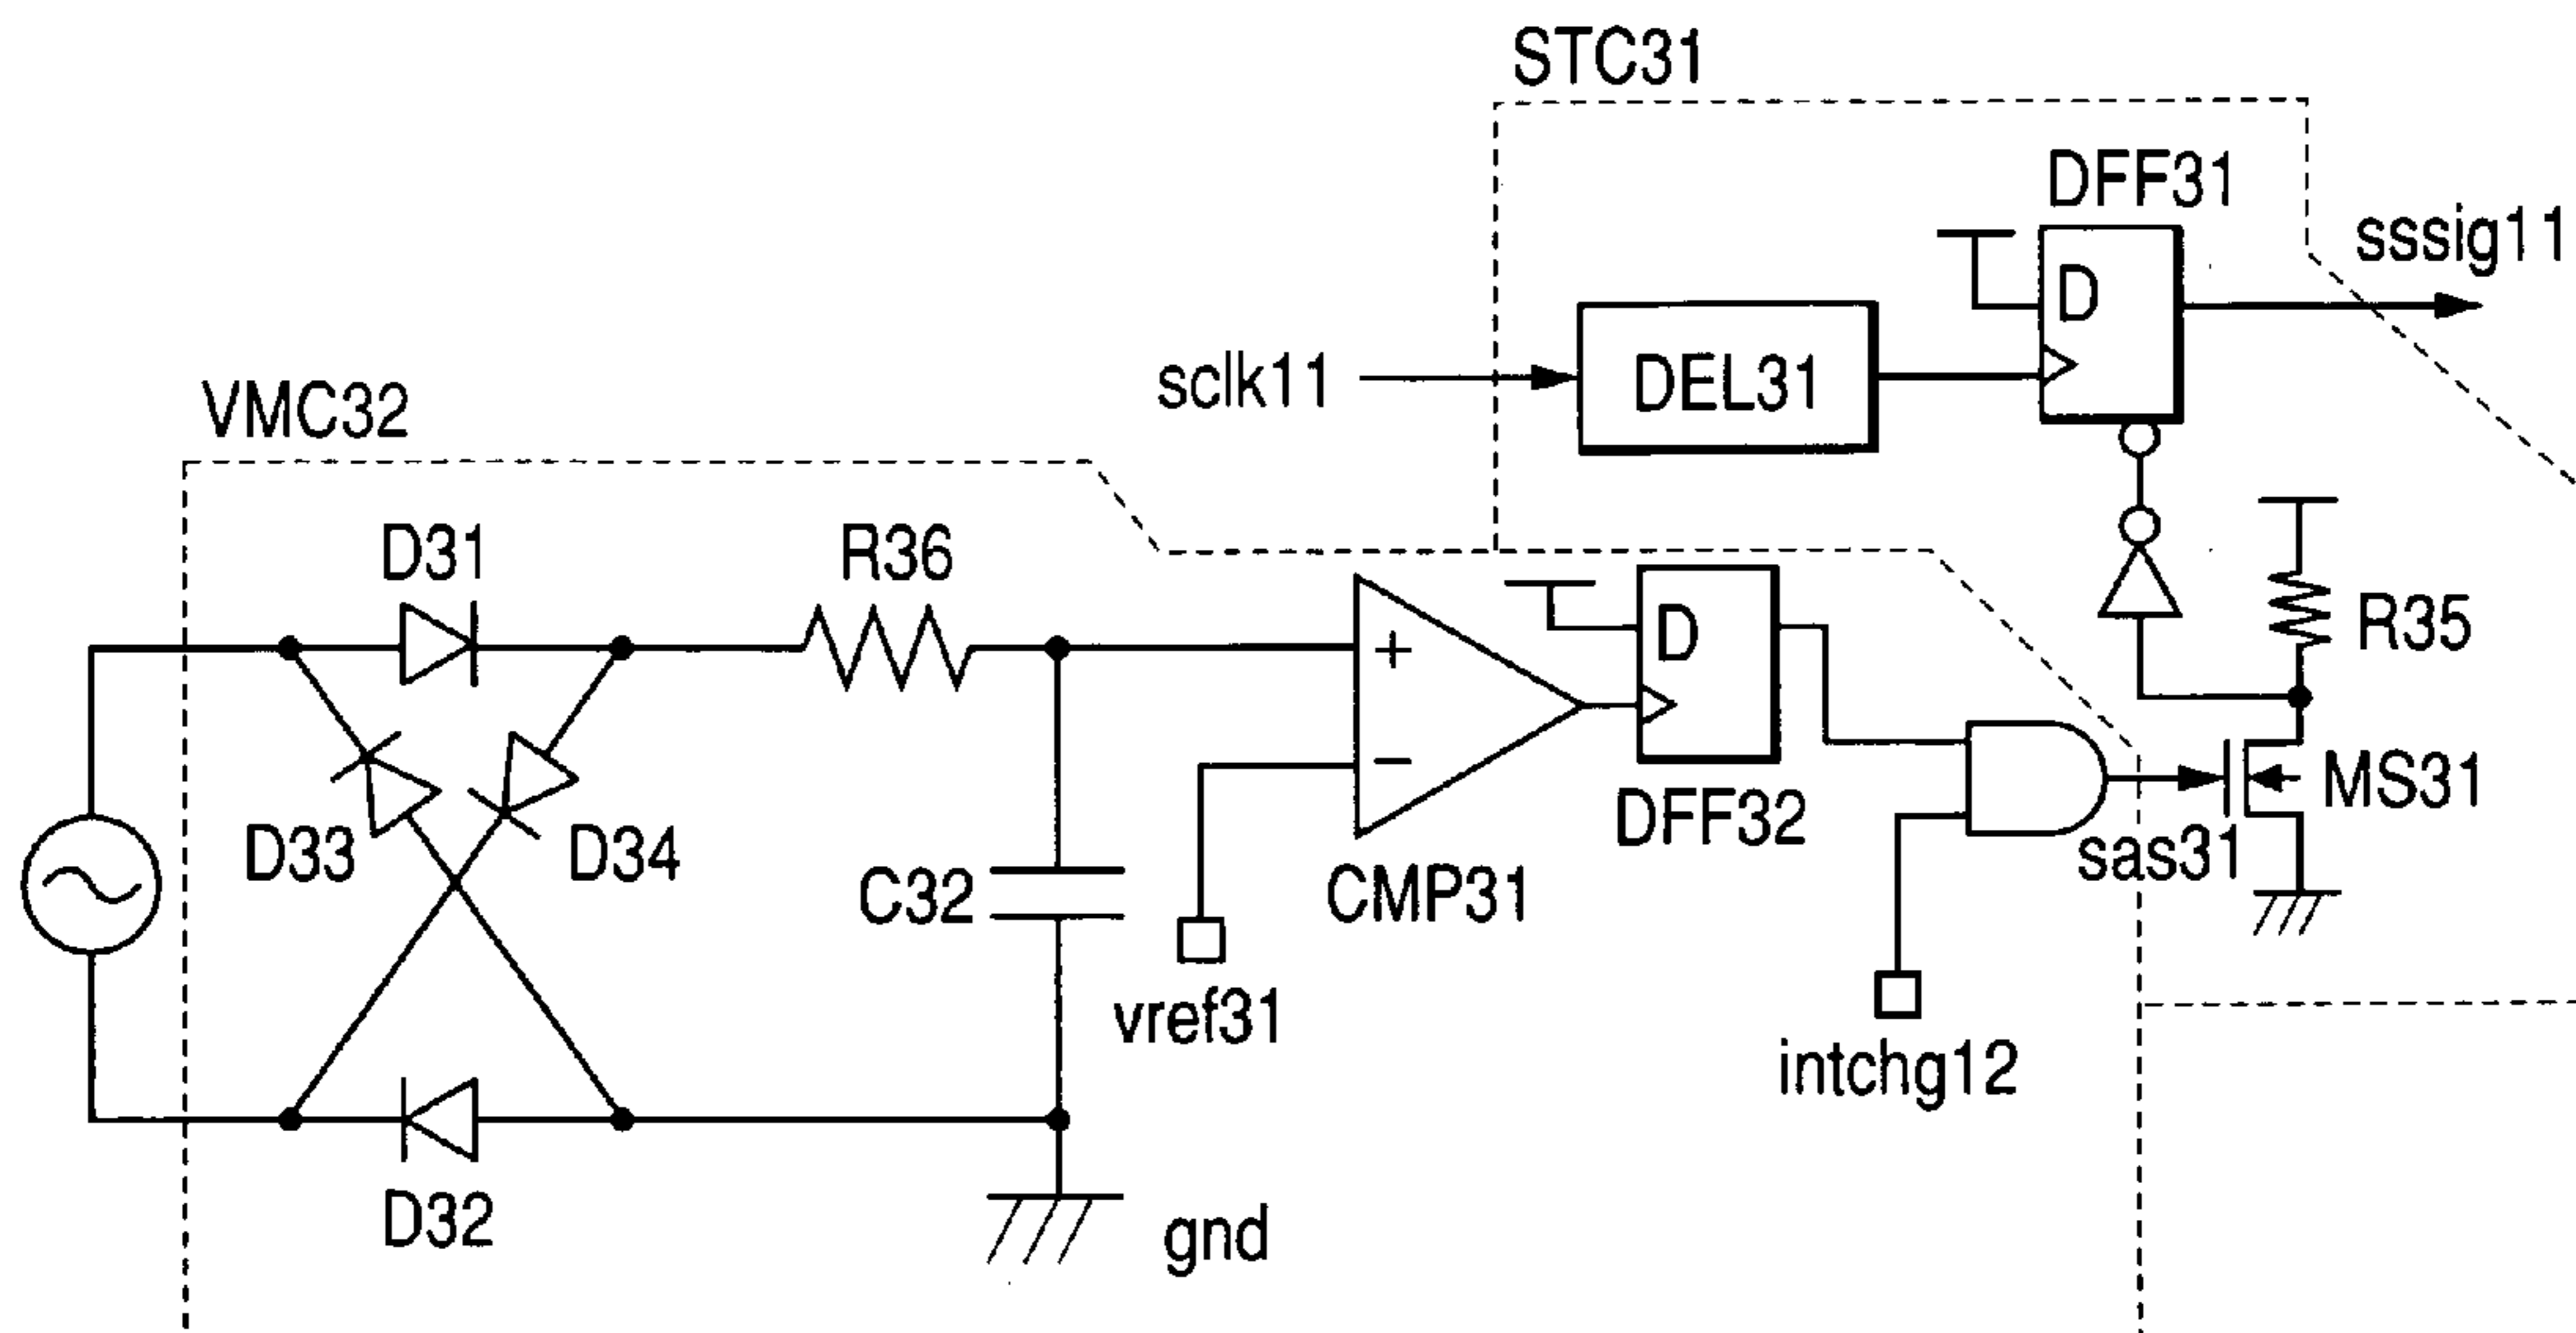 STC31
DFF31
sssig11
D
sclk11
DEL31
VMC32
D31
R36
D
R35
+
−
MS31
D33
D34
DFF32
sas31
C32
CMP31
vref31
intchg12
D32
gnd